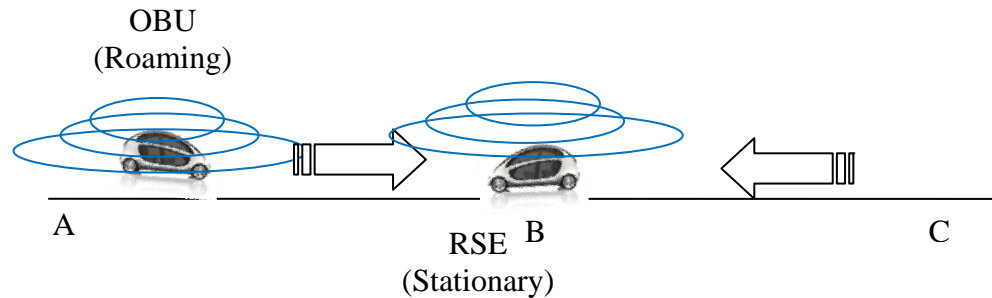 OBU
(Roaming)
A
B
C
RSE
(Stationary)